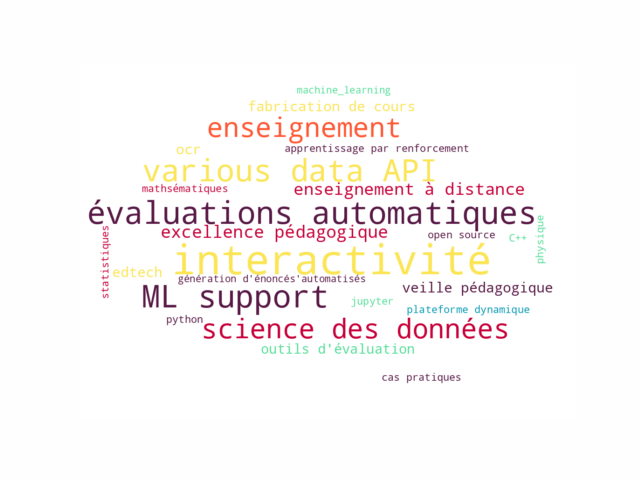 machine_learning
fabrication de cours
enseignement
ocr
apprentissage par renforcement
various data API
mathsématiques
enseignement à distance
évaluations automatiques
excellence pédagogique
open source
C++
physique
statistiques
interactivité
edtech
génération d'énoncés'automatisés
ML support
veille pédagogique
jupyter
plateforme dynamique
python
science des données
outils d'évaluation
cas pratiques